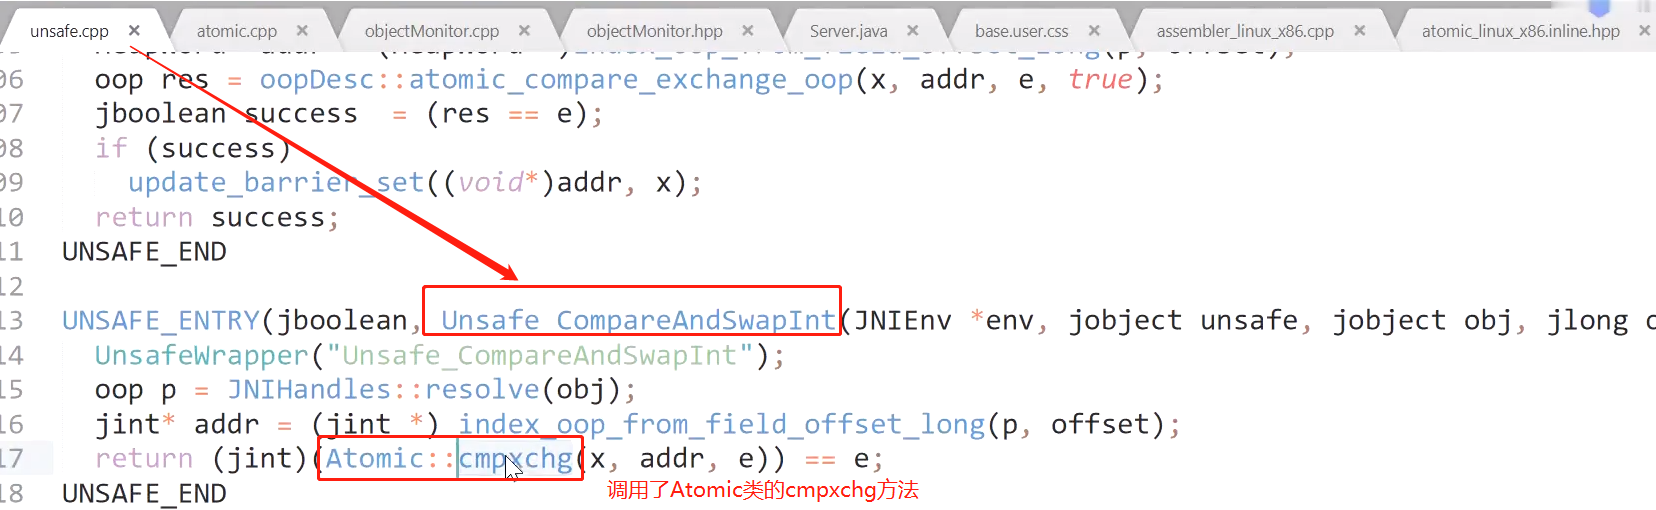 unsafe.cpp × atomic.cpp × objectMonitor.cpp × objectMonitor.hpp × Server.java × base.user.css × assembler_linux_x86.cpp × atomic_linux_x86.inline.hpp ×
06 oop res = oopDesc::atomic_compare_exchange_oop(x, addr, e, true);
07 jboolean success  = (res == e);
08 if (success)
09 update_barrier_set((void*)addr, x);
10 return success;
11 UNSAFE_END
12
13 UNSAFE_ENTRY(jboolean, Unsafe_CompareAndSwapInt(JNIEnv *env, jobject unsafe, jobject obj, jlong o
14 UnsafeWrapper("Unsafe_CompareAndSwapInt");
15 oop p = JNIHandles::resolve(obj);
16 jint* addr = (jint *) index_oop_from_field_offset_long(p, offset);
17 return (jint)(Atomic::cmpxchg(x, addr, e)) == e;
18 UNSAFE_END
调用了Atomic类的cmpxchg方法